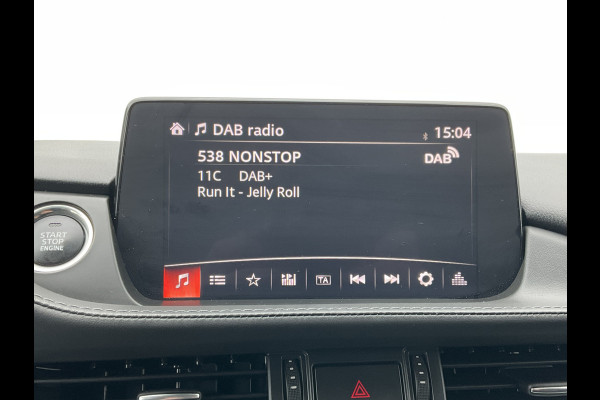 DAB radio
15:04
538 NONSTOP
DAB
11C DAB+
Run It - Jelly Roll
START
STOP
ENGINE
TA